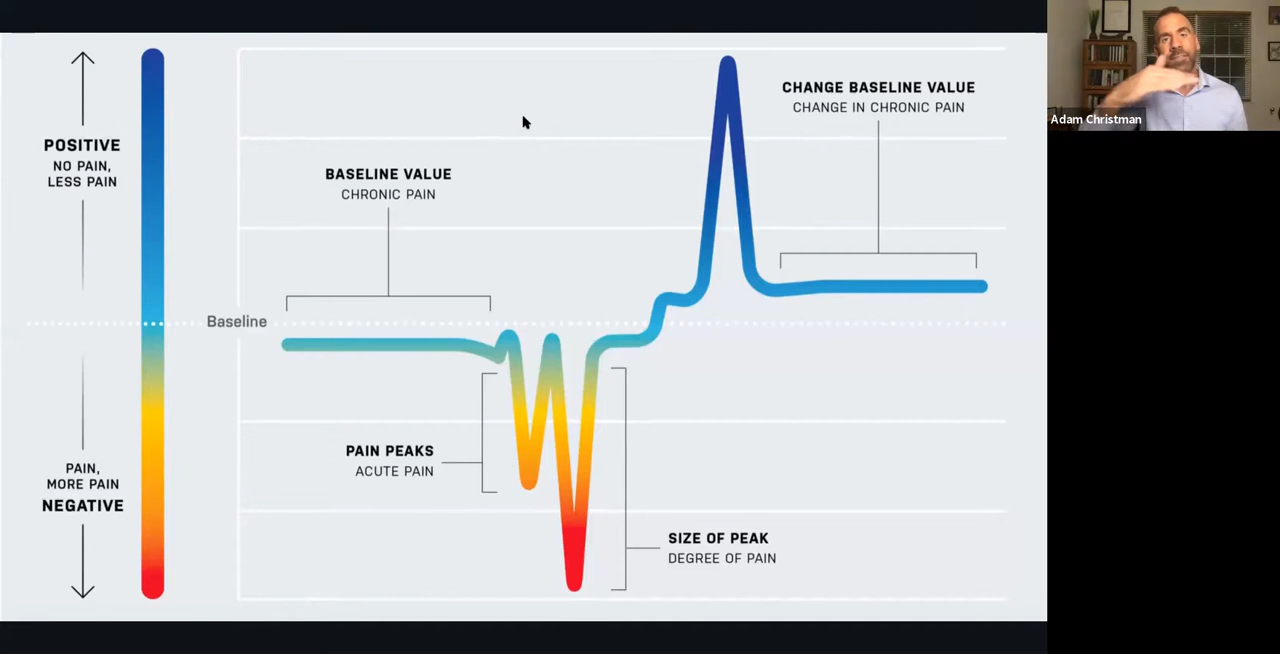 POSITIVE
NO PAIN,
LESS PAIN
PAIN,
MORE PAIN
NEGATIVE
Baseline
BASELINE VALUE
CHRONIC PAIN
PAIN PEAKS
ACUTE PAIN
SIZE OF PEAK
DEGREE OF PAIN
CHANGE BASELINE VALUE
CHANGE IN CHRONIC PAIN
Adam Christman